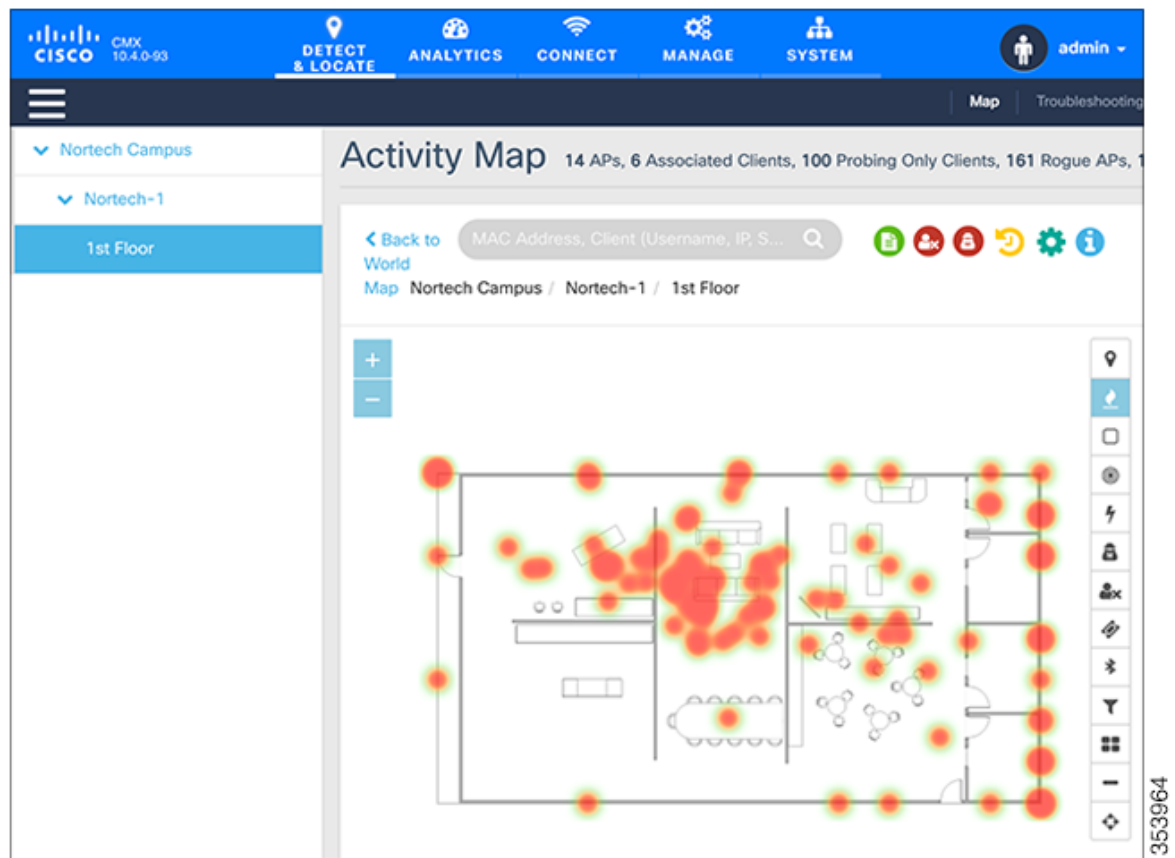 CISCO
CMX
10.4.0-93
DETECT
& LOCATE
ANALYTICS
CONNECT
MANAGE
SYSTEM
admin
Map
Troubleshooting
Nortech Campus
Nortech-1
1st Floor
Activity Map 14 APs, 6 Associated Clients, 100 Probing Only Clients, 161 Rogue APs, 1
Back to
World
Map
MAC Address, Client (Username, IP, S...
Nortech Campus / Nortech-1 / 1st Floor
+
−
353964